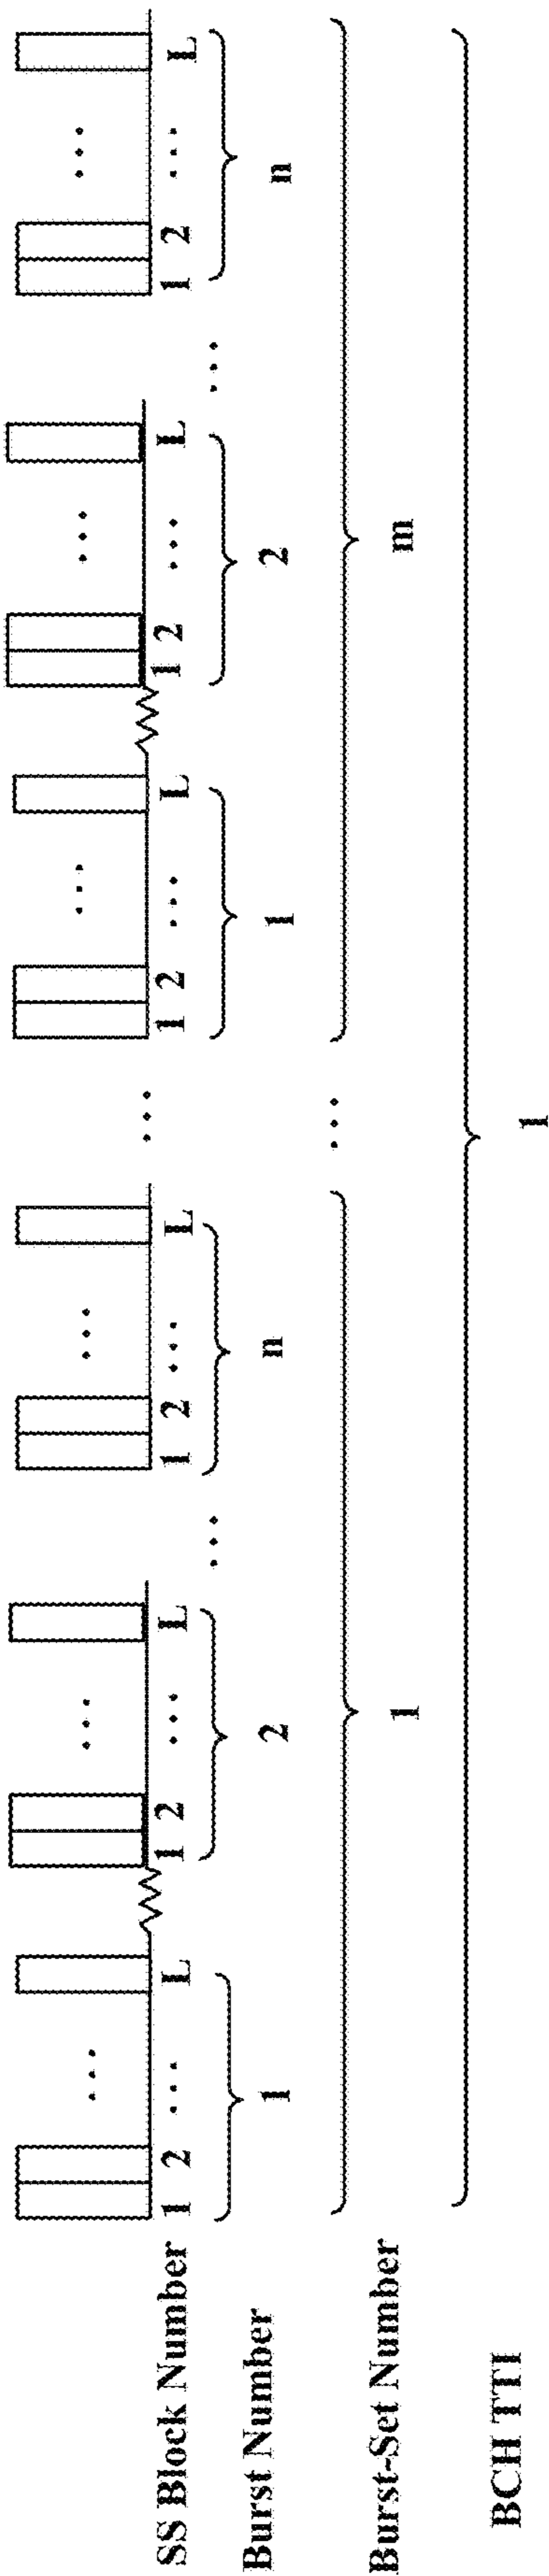 SS Block Number 1 2 ... L 1 2 ... L 1 2 ... L 1 2 ... L 1 2 ... L 1 2 ... L
Burst Number 1 2 ... n 1 2 ... n
Burst-Set Number 1 ... m
BCH TTI 1